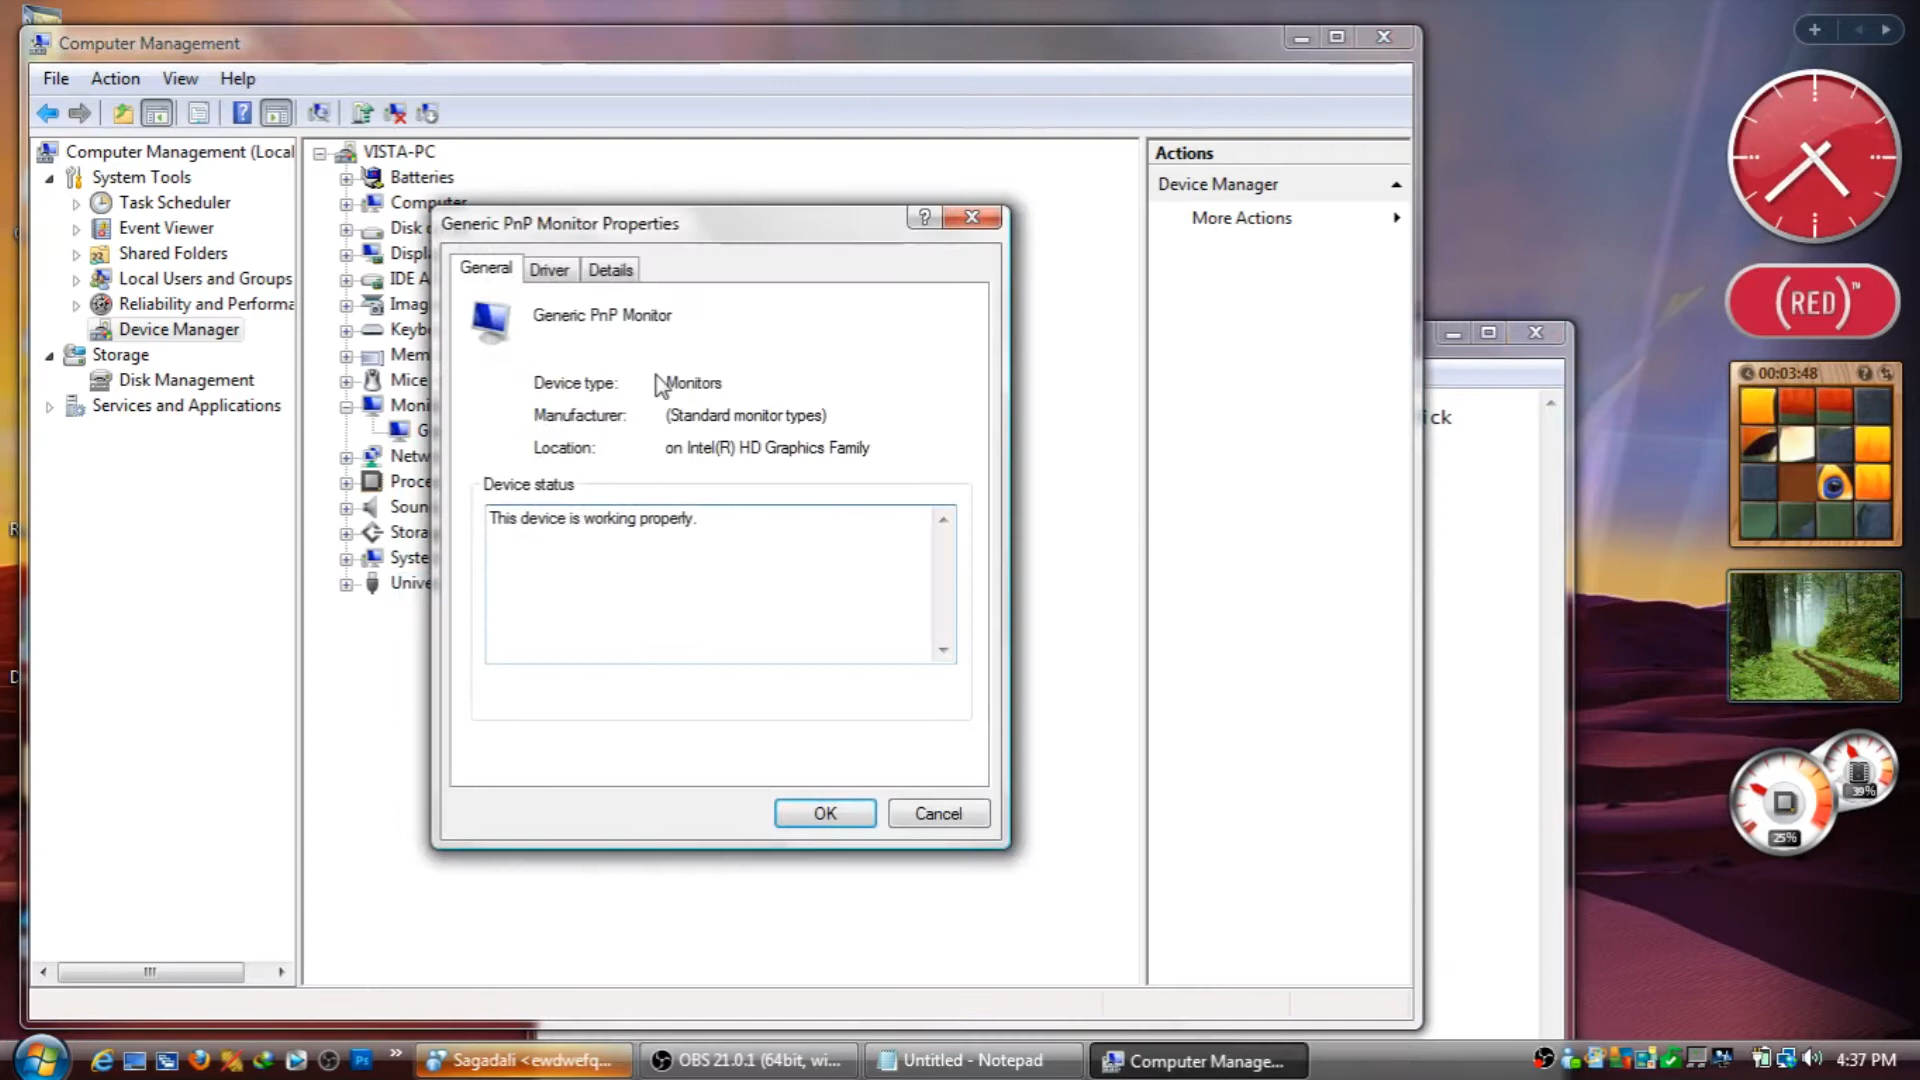 Computer Management
File Action View Help
Computer Management (Local
System Tools
Task Scheduler
Event Viewer
Shared Folders
Local Users and Groups
Reliability and Performa
Device Manager
Storage
Disk Management
Services and Applications
VISTA-PC
Batteries
Computer
Disk
Displ
IDE A
Imag
Keyb
Mem
Mice
Moni
G
Netw
Proce
Soun
Stora
Syste
Unive
Generic PnP Monitor Properties
General Driver Details
Generic PnP Monitor
Device type: Monitors
Manufacturer: (Standard monitor types)
Location: on Intel(R) HD Graphics Family
Device status
This device is working properly.
OK Cancel
Actions
Device Manager
More Actions
ick
(RED)™
00:03:48
39%
25%
Sagadali <ewdwefq...
OBS 21.0.1 (64bit, wi...
Untitled - Notepad
Computer Manage...
4:37 PM